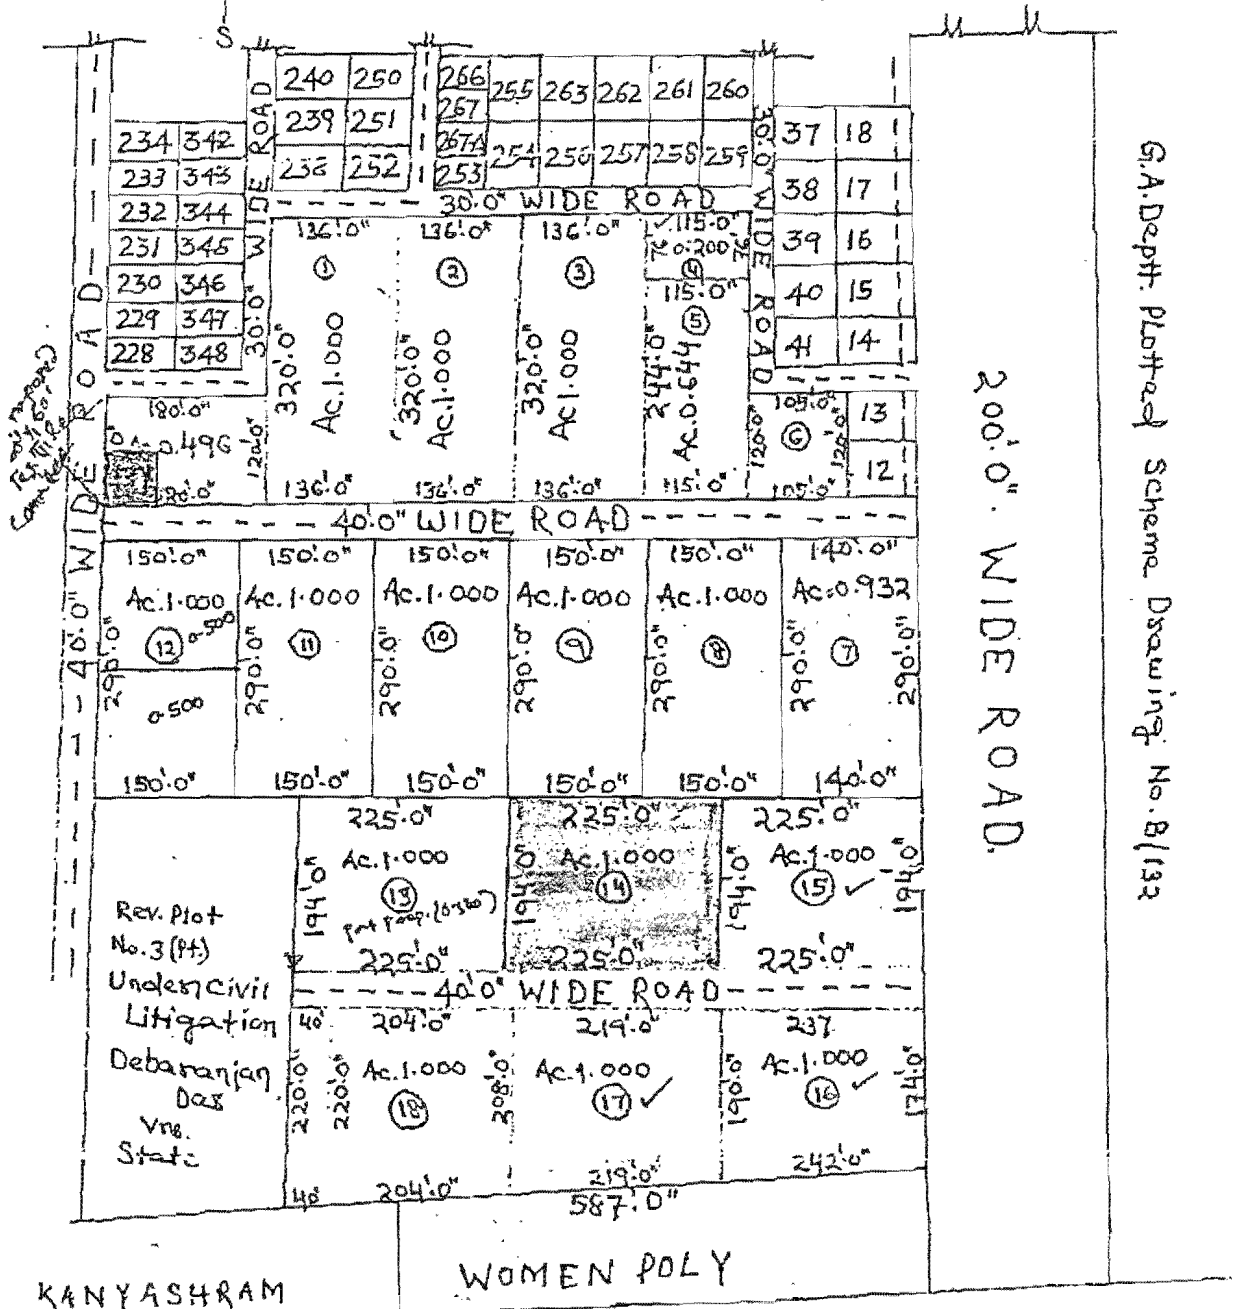 S
240 250
266 255 263 262 261 260
239 251
267
238 252
267A 254 256 257 258 259
253
234 342
233 343
232 344
231 345
230 346
229 347
228 348
37 18
38 17
39 16
40 15
41 14
13
12
30'.0" WIDE ROAD
30'.0" WIDE ROAD
30'.0" WIDE ROAD
40'.0" WIDE ROAD
136'.0" 136'.0" 136'.0" 115'.0"
1 2 3
0.200
4
115'.0"
5
320'.0" Ac.1.000
320'.0" Ac.1.000
320'.0" Ac.1.000
244'.0" Ac.0.644
136'.0" 136'.0" 136'.0" 115'.0"
180'.0"
0.496
120'.0"
120'.0"
105'.0"
6
120'.0" 120'.0"
105'.0"
40'.0" WIDE ROAD
150'.0" 150'.0" 150'.0" 150'.0" 150'.0" 140'.0"
Ac.1.000 Ac.1.000 Ac.1.000 Ac.1.000 Ac.1.000 Ac.0.932
12 0.500 11 10 9 8 7
290'.0" 290'.0" 290'.0" 290'.0" 290'.0" 290'.0" 290'.0"
0.500
150'.0" 150'.0" 150'.0" 150'.0" 150'.0" 140'.0"
225'.0" 225'.0" 225'.0"
Ac.1.000 Ac.1.000 Ac.1.000
194'.0" 13 194'.0" 14 194'.0" 15 194'.0"
225'.0" 225'.0" 225'.0"
Rev. Plot
No. 3 (Pt.)
Under Civil
Litigation
Debaranjan
Das
Vrs.
State
40'.0" WIDE ROAD
40' 204'.0" 219'.0" 237
Ac.1.000 Ac.1.000 Ac.1.000
220'.0" 220'.0" 18 208'.0" 17 190'.0" 16 174'.0"
40' 204'.0" 219'.0" 242'.0"
587'.0"
KANYASHRAM
WOMEN POLY
200'.0". WIDE ROAD.
G.A.Deptt. Plotted Scheme Drawing No. B/132